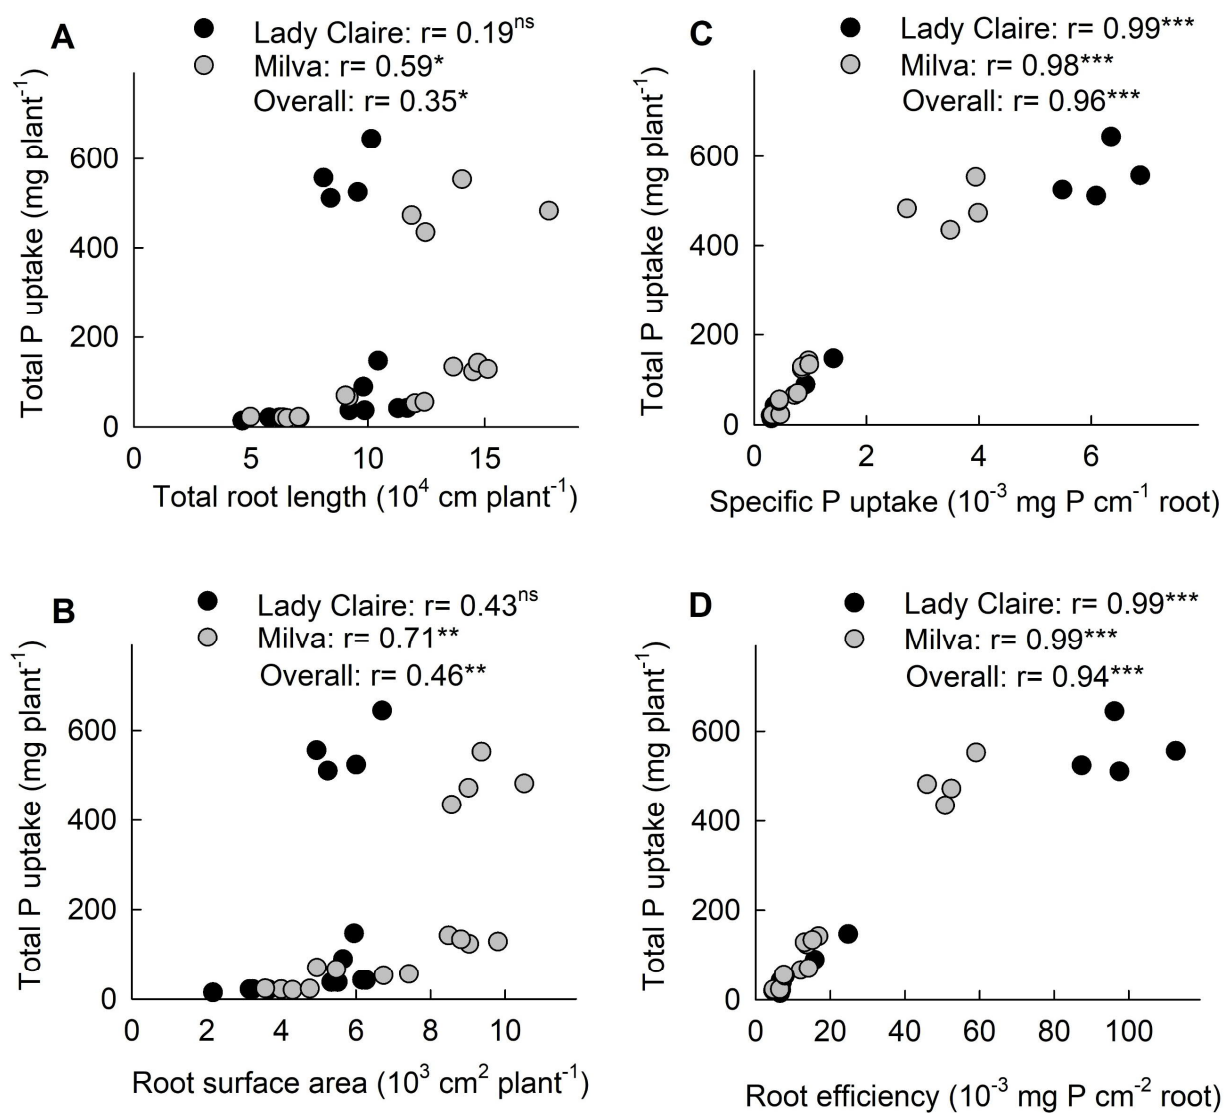 A
Lady Claire: r= 0.19ns
Milva: r= 0.59*
Overall: r= 0.35*
Total P uptake (mg plant-1)
600
400
200
0
0 5 10 15
Total root length (10^4 cm plant-1)
C
Lady Claire: r= 0.99***
Milva: r= 0.98***
Overall: r= 0.96***
Total P uptake (mg plant-1)
600
400
200
0
0 2 4 6
Specific P uptake (10-3 mg P cm-1 root)
B
Lady Claire: r= 0.43ns
Milva: r= 0.71**
Overall: r= 0.46**
Total P uptake (mg plant-1)
600
400
200
0
0 2 4 6 8 10
Root surface area (10^3 cm^2 plant-1)
D
Lady Claire: r= 0.99***
Milva: r= 0.99***
Overall: r= 0.94***
Total P uptake (mg plant-1)
600
400
200
0
0 20 40 60 80 100
Root efficiency (10-3 mg P cm-2 root)